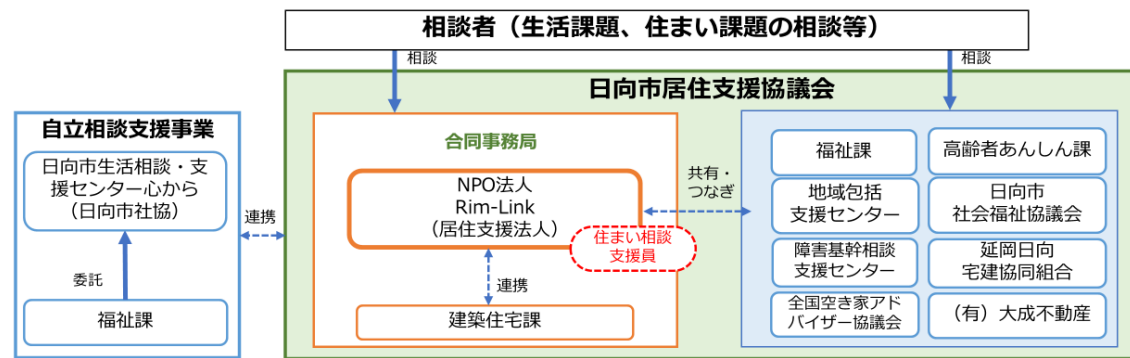 相談者（生活課題、住まい課題の相談等）
相談
相談
日向市居住支援協議会
自立相談支援事業
日向市生活相談・支
援センター心から
（日向市社協）
委託
福祉課
連携
合同事務局
NPO法人
Rim-Link
（居住支援法人）
住まい相談
支援員
連携
建築住宅課
共有・
つなぎ
福祉課
高齢者あんしん課
地域包括
支援センター
日向市
社会福祉協議会
障害基幹相談
支援センター
延岡日向
宅建協同組合
全国空き家アド
バイザー協議会
（有）大成不動産